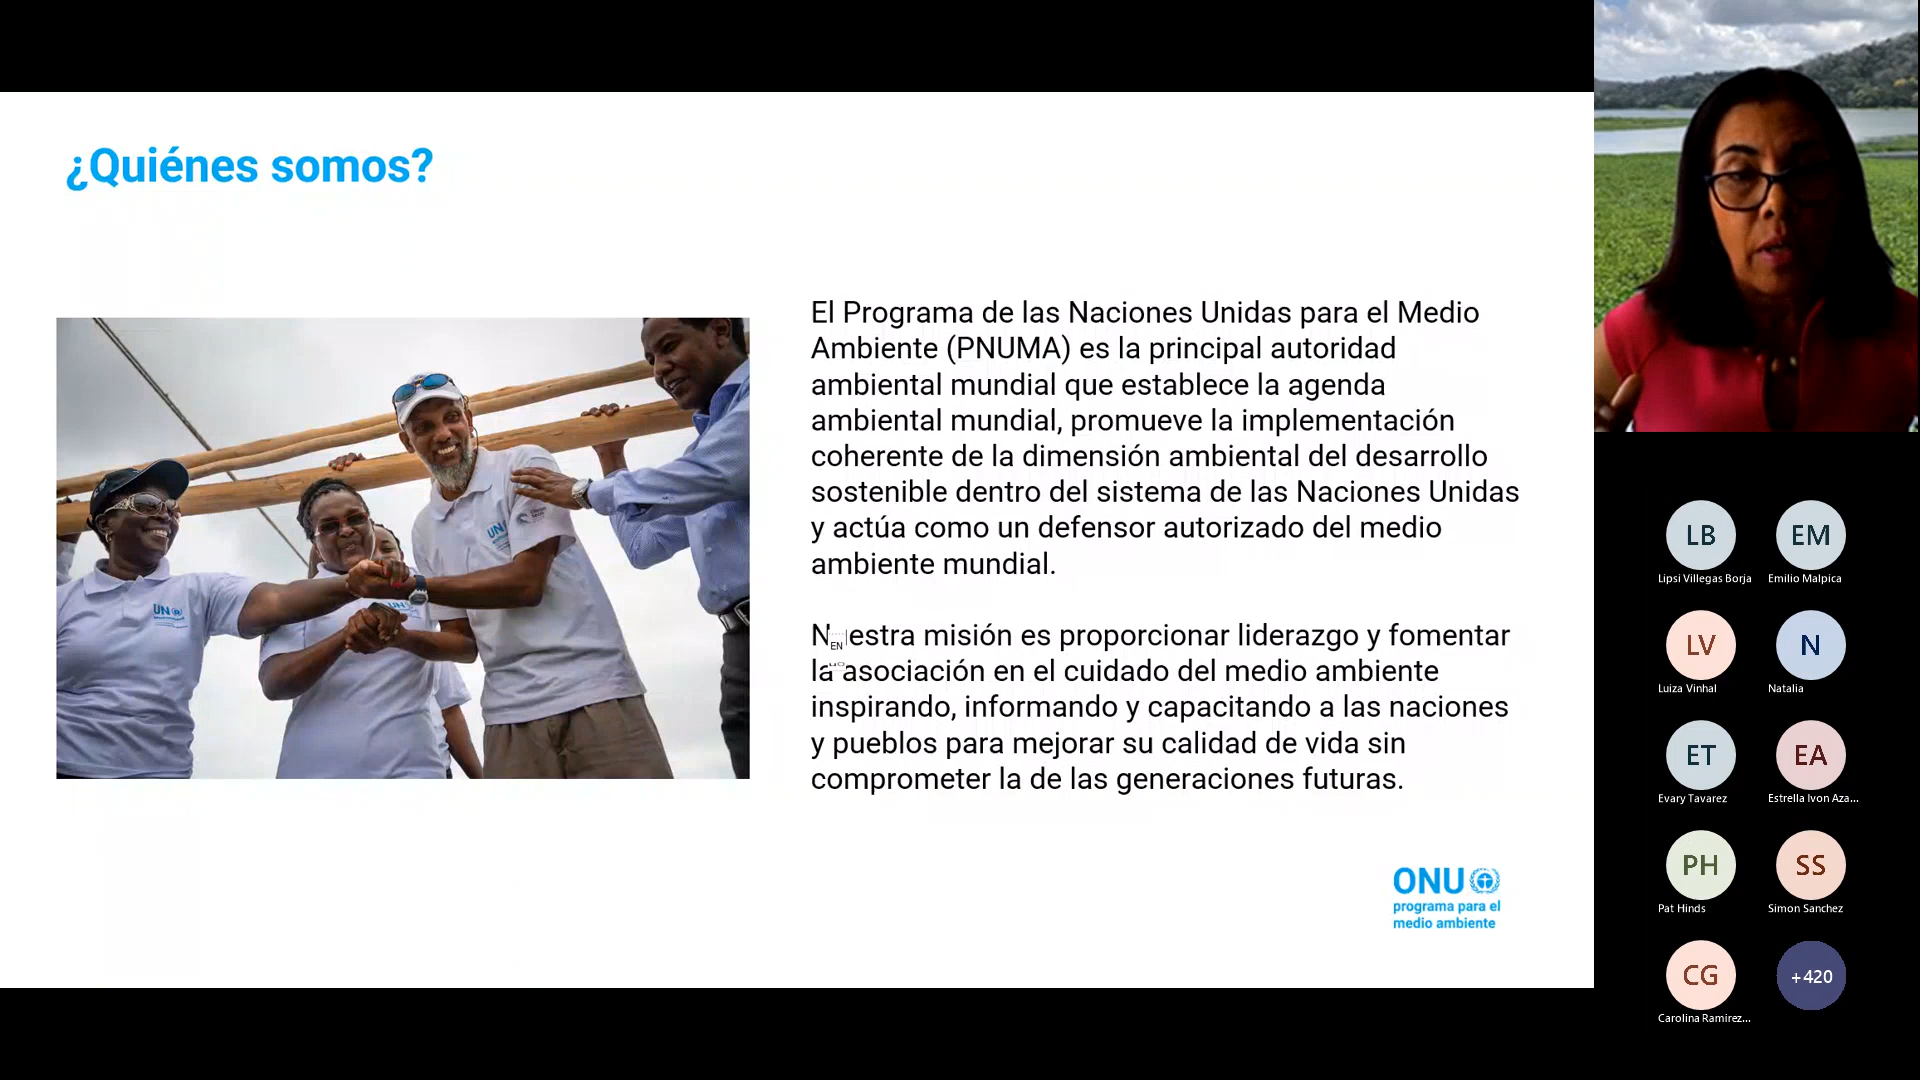 ¿Quiénes somos?
El Programa de las Naciones Unidas para el Medio
Ambiente (PNUMA) es la principal autoridad
ambiental mundial que establece la agenda
ambiental mundial, promueve la implementación
coherente de la dimensión ambiental del desarrollo
sostenible dentro del sistema de las Naciones Unidas
y actúa como un defensor autorizado del medio
ambiente mundial.
Nuestra misión es proporcionar liderazgo y fomentar
la asociación en el cuidado del medio ambiente
inspirando, informando y capacitando a las naciones
y pueblos para mejorar su calidad de vida sin
comprometer la de las generaciones futuras.
EN
UN
UN
UN
ONU
programa para el
medio ambiente
LB EM
Lipsi Villegas Borja Emilio Malpica
LV N
Luiza Vinhal Natalia
ET EA
Evary Tavarez Estrella Ivon Aza...
PH SS
Pat Hinds Simon Sanchez
CG +420
Carolina Ramirez...